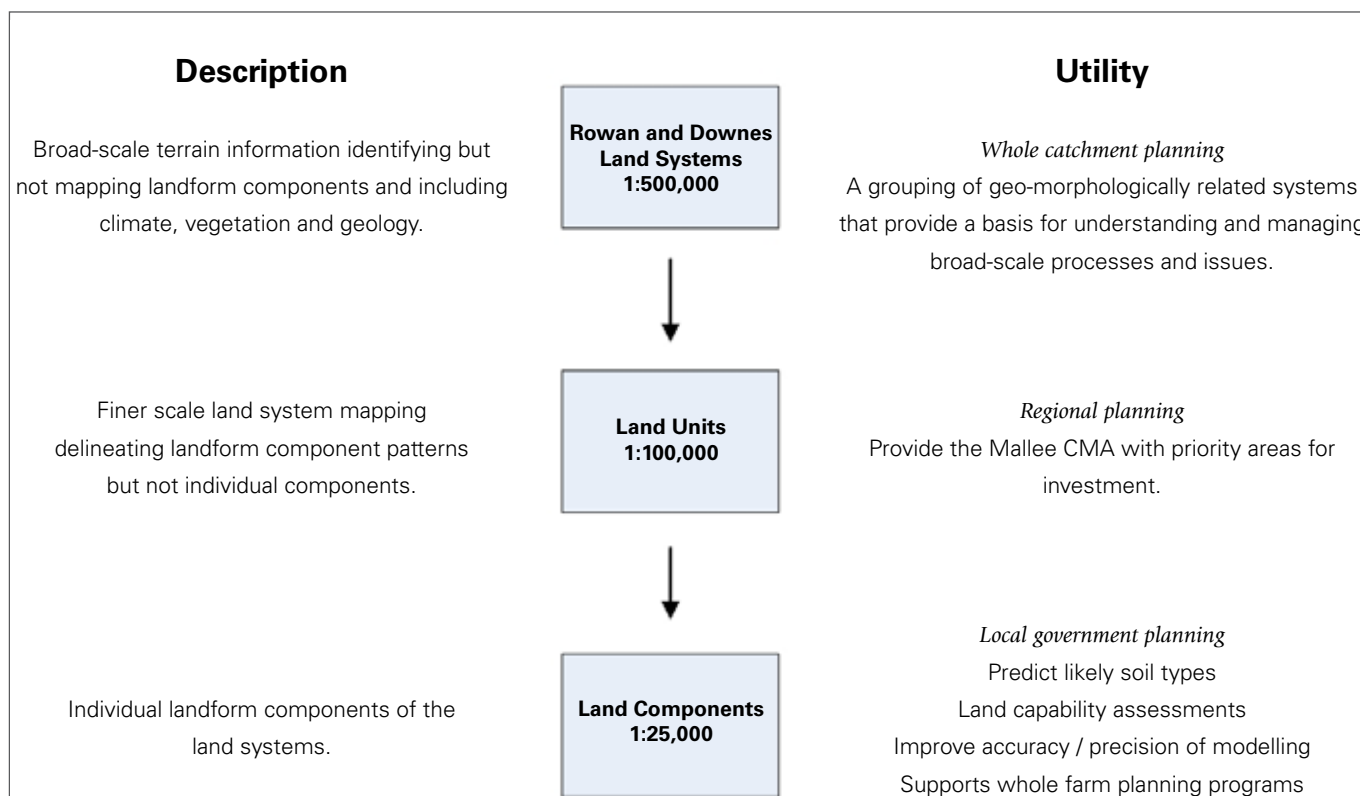 Description
Utility
Rowan and Downes
Land Systems
1:500,000
Broad-scale terrain information identifying but
not mapping landform components and including
climate, vegetation and geology.
Whole catchment planning
A grouping of geo-morphologically related systems
that provide a basis for understanding and managing
broad-scale processes and issues.
Finer scale land system mapping
delineating landform component patterns
but not individual components.
Land Units
1:100,000
Regional planning
Provide the Mallee CMA with priority areas for
investment.
Individual landform components of the
land systems.
Land Components
1:25,000
Local government planning
Predict likely soil types
Land capability assessments
Improve accuracy / precision of modelling
Supports whole farm planning programs